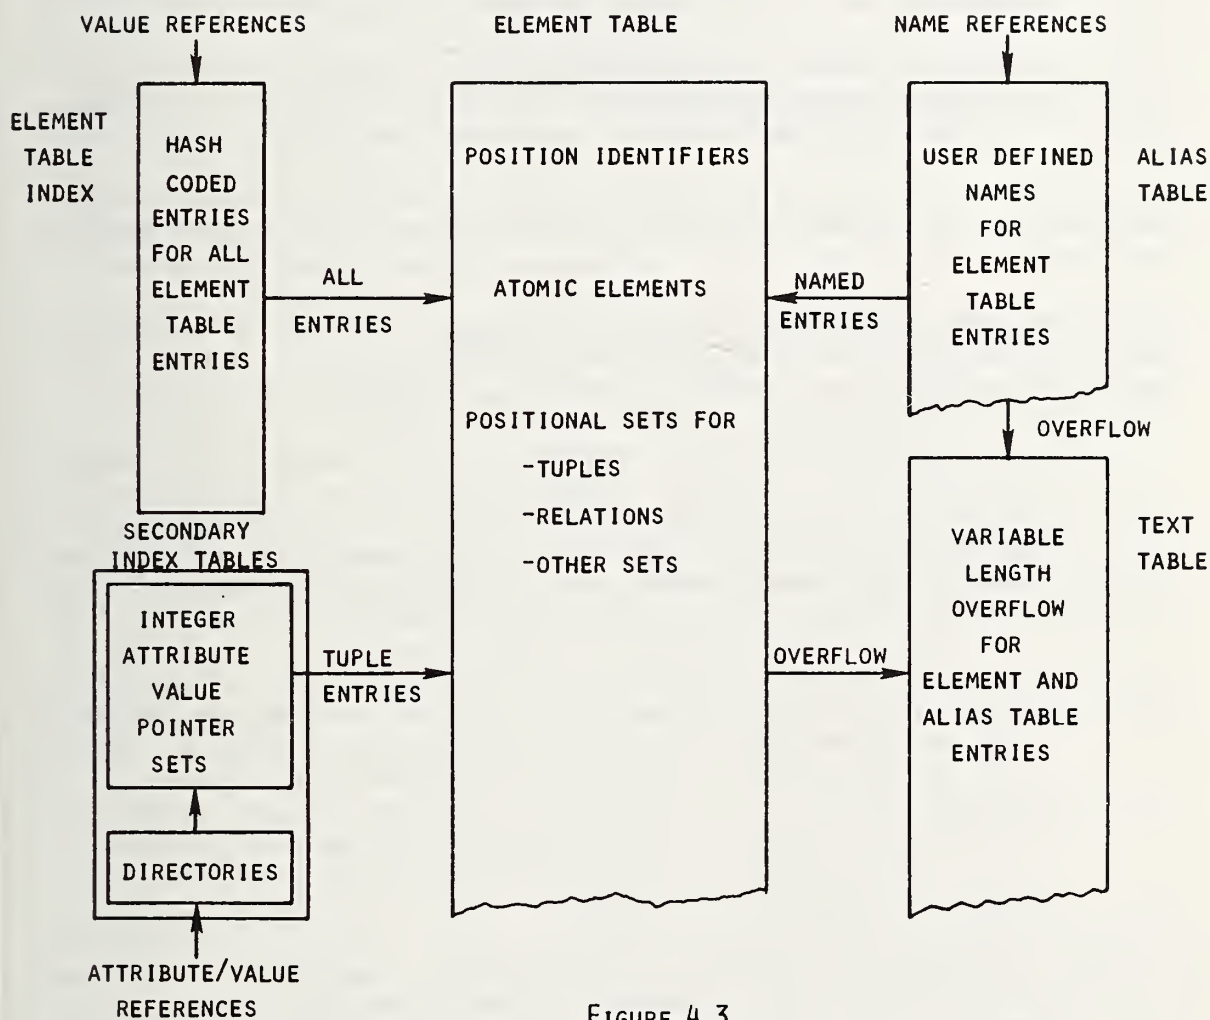 VALUE REFERENCES
ELEMENT TABLE
NAME REFERENCES
ELEMENT
TABLE
INDEX
HASH
CODED
ENTRIES
FOR ALL
ELEMENT
TABLE
ENTRIES
ALL
ENTRIES
POSITION IDENTIFIERS
ATOMIC ELEMENTS
POSITIONAL SETS FOR
-TUPLES
-RELATIONS
-OTHER SETS
NAMED
ENTRIES
USER DEFINED
NAMES
FOR
ELEMENT
TABLE
ENTRIES
ALIAS
TABLE
OVERFLOW
SECONDARY
INDEX TABLES
INTEGER
ATTRIBUTE
VALUE
POINTER
SETS
TUPLE
ENTRIES
DIRECTORIES
ATTRIBUTE/VALUE
REFERENCES
OVERFLOW
VARIABLE
LENGTH
OVERFLOW
FOR
ELEMENT AND
ALIAS TABLE
ENTRIES
TEXT
TABLE
FIGURE 4.3